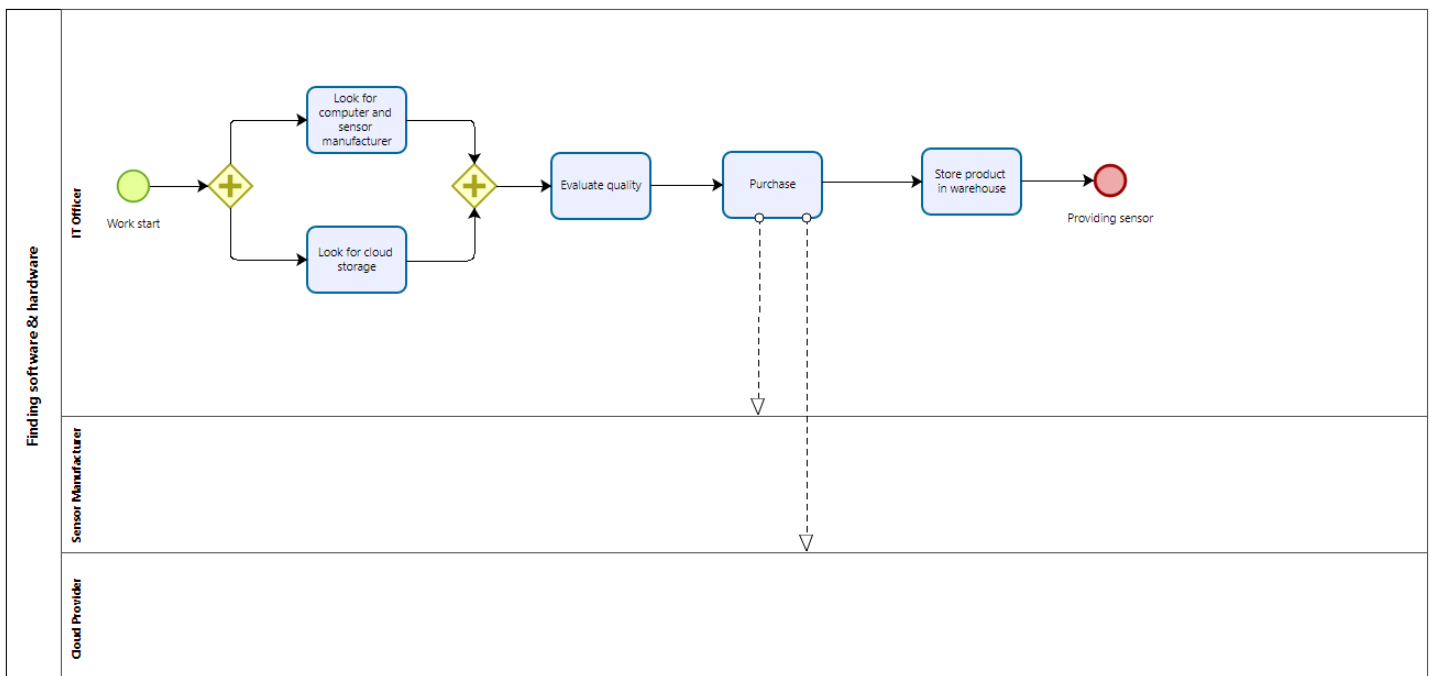 Finding software & hardware
IT Officer
Work start
Look for
computer and
sensor
manufacturer
Look for cloud
storage
Evaluate quality
Purchase
Store product
in warehouse
Providing sensor
Sensor Manufacturer
Cloud Provider